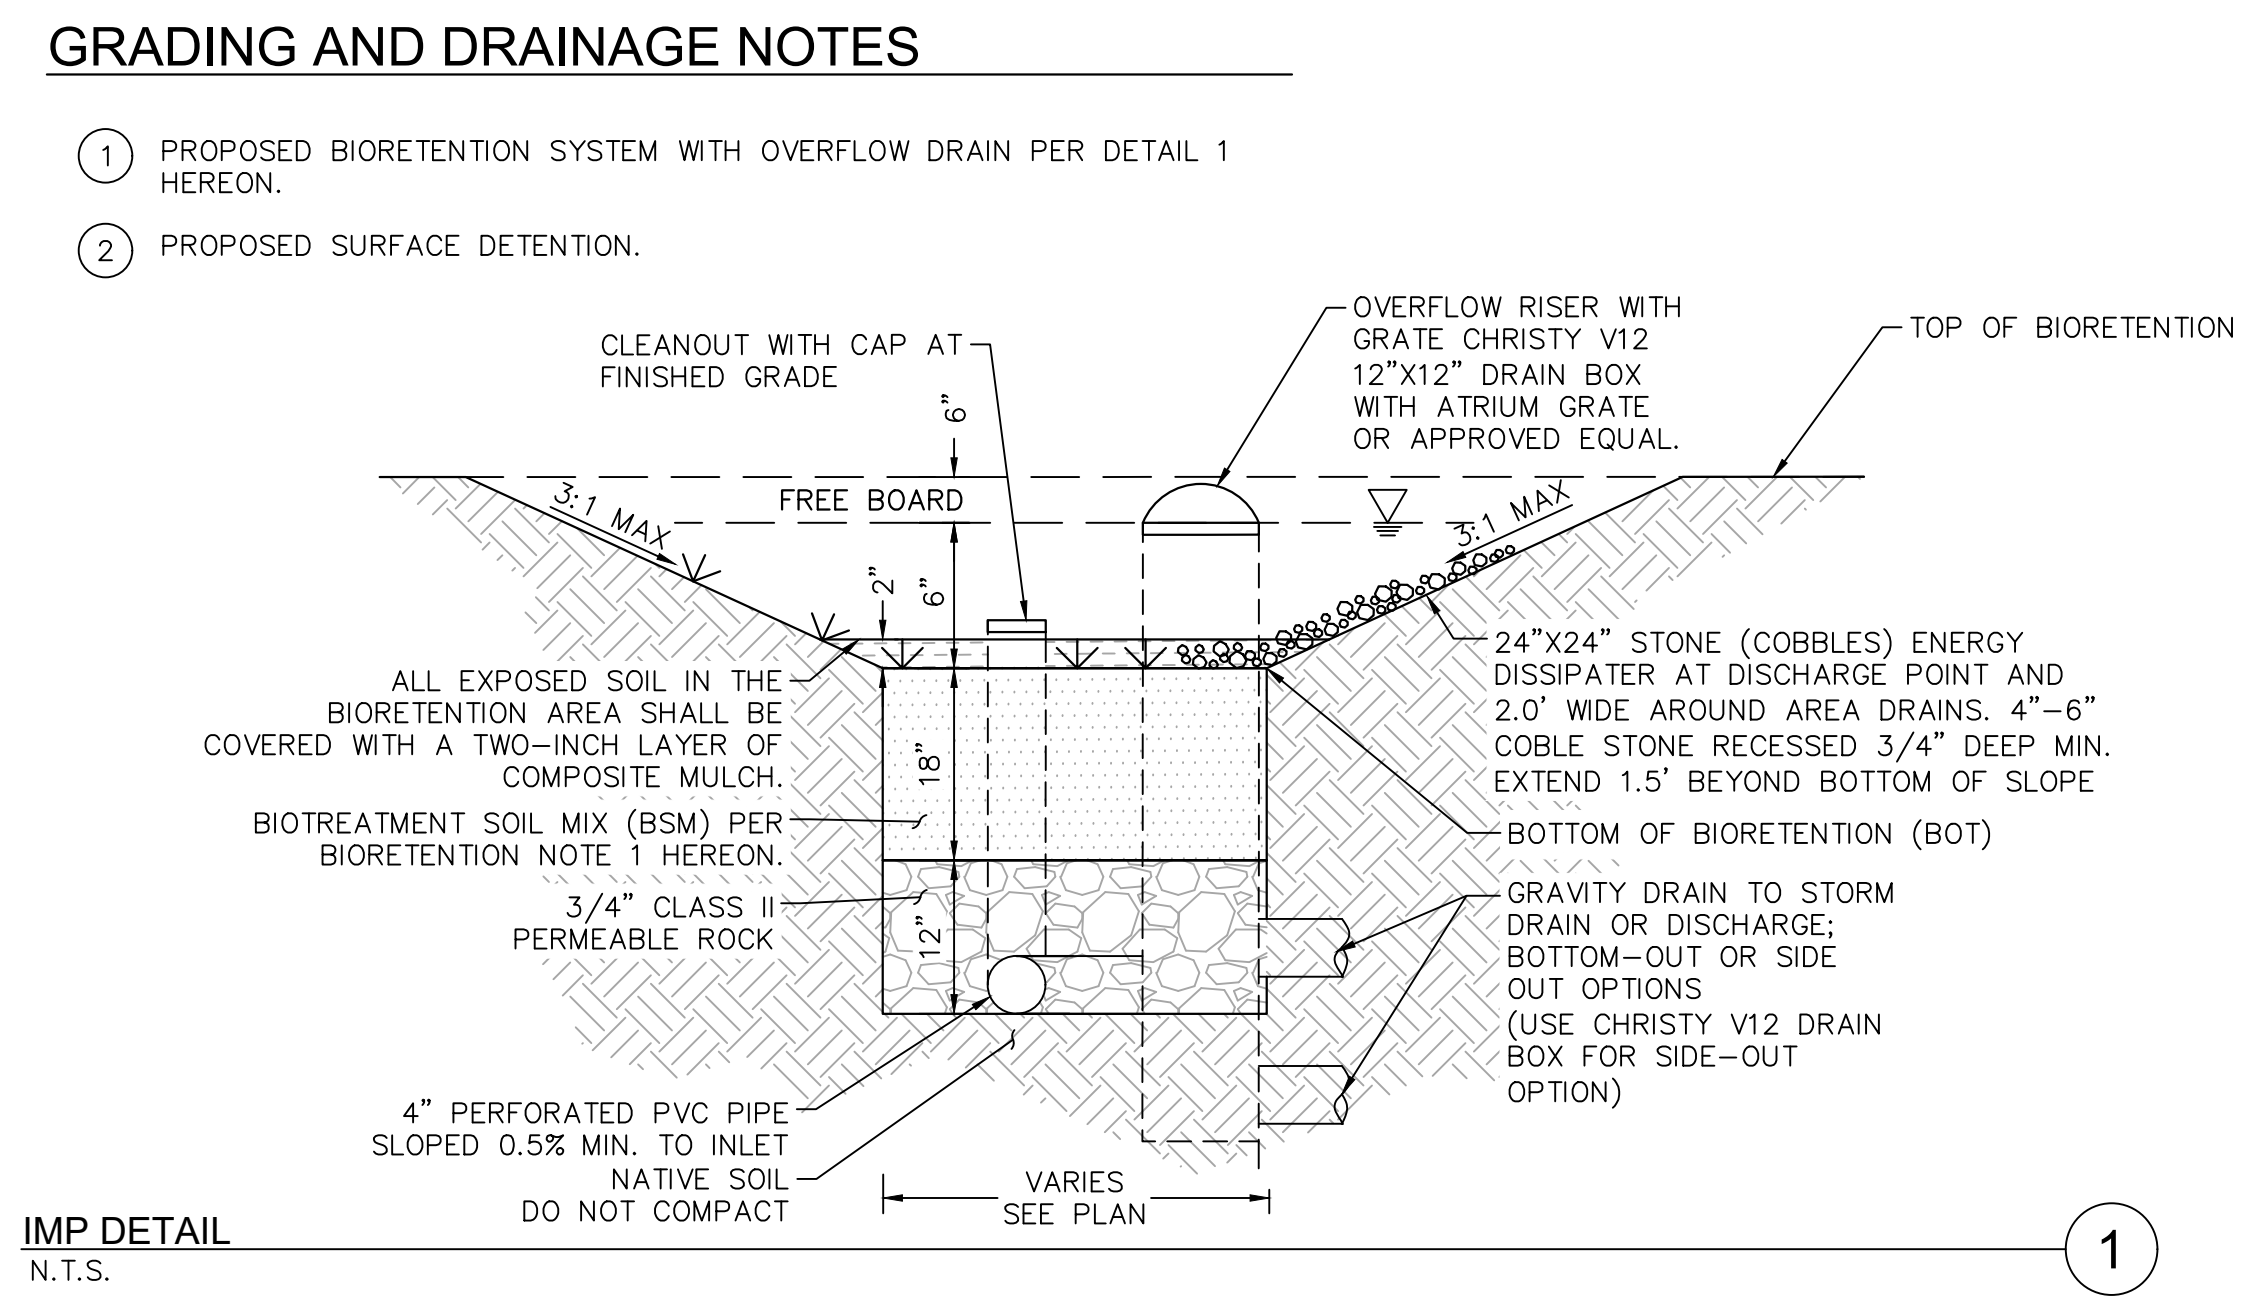 GRADING AND DRAINAGE NOTES
1 PROPOSED BIORETENTION SYSTEM WITH OVERFLOW DRAIN PER DETAIL 1
HEREON.
2 PROPOSED SURFACE DETENTION.
CLEANOUT WITH CAP AT
FINISHED GRADE
6"
OVERFLOW RISER WITH
GRATE CHRISTY V12
12"X12" DRAIN BOX
WITH ATRIUM GRATE
OR APPROVED EQUAL.
TOP OF BIORETENTION
FREE BOARD
3:1 MAX
3:1 MAX
2"
6"
ALL EXPOSED SOIL IN THE
BIORETENTION AREA SHALL BE
COVERED WITH A TWO-INCH LAYER OF
COMPOSITE MULCH.
24"X24" STONE (COBBLES) ENERGY
DISSIPATER AT DISCHARGE POINT AND
2.0' WIDE AROUND AREA DRAINS. 4"-6"
COBLE STONE RECESSED 3/4" DEEP MIN.
EXTEND 1.5' BEYOND BOTTOM OF SLOPE
18"
BIOTREATMENT SOIL MIX (BSM) PER
BIORETENTION NOTE 1 HEREON.
BOTTOM OF BIORETENTION (BOT)
3/4" CLASS II
PERMEABLE ROCK
12"
GRAVITY DRAIN TO STORM
DRAIN OR DISCHARGE;
BOTTOM-OUT OR SIDE
OUT OPTIONS
(USE CHRISTY V12 DRAIN
BOX FOR SIDE-OUT
OPTION)
4" PERFORATED PVC PIPE
SLOPED 0.5% MIN. TO INLET
NATIVE SOIL
DO NOT COMPACT
VARIES
SEE PLAN
IMP DETAIL
N.T.S.
1